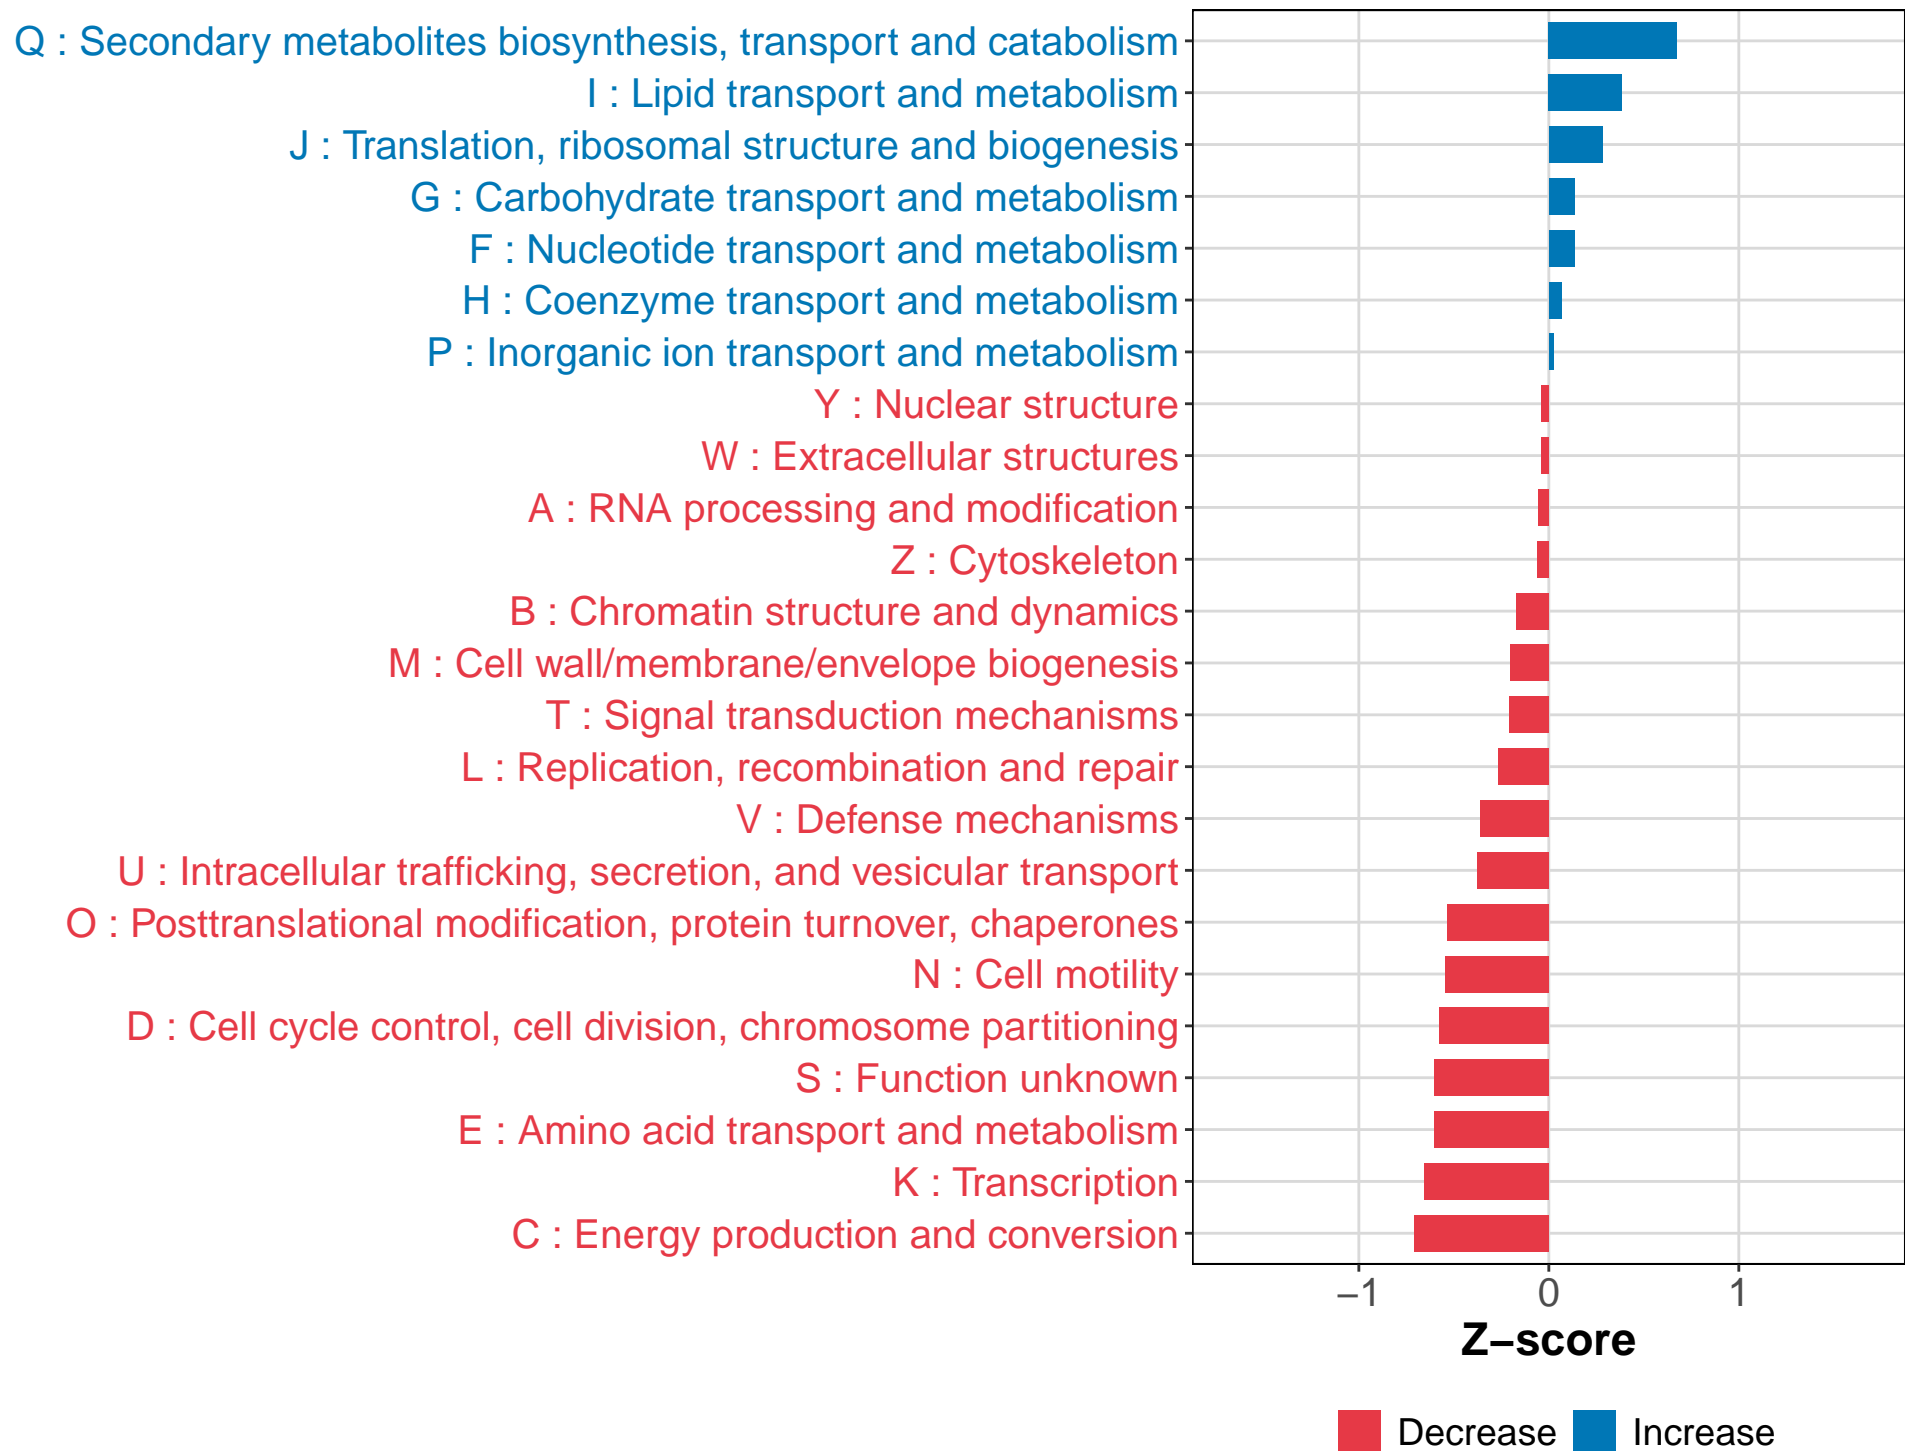 Q : Secondary metabolites biosynthesis, transport and catabolism
I : Lipid transport and metabolism
J : Translation, ribosomal structure and biogenesis
G : Carbohydrate transport and metabolism
F : Nucleotide transport and metabolism
H : Coenzyme transport and metabolism
P : Inorganic ion transport and metabolism
Y : Nuclear structure
W : Extracellular structures
A : RNA processing and modification
Z : Cytoskeleton
B : Chromatin structure and dynamics
M : Cell wall/membrane/envelope biogenesis
T : Signal transduction mechanisms
L : Replication, recombination and repair
V : Defense mechanisms
U : Intracellular trafficking, secretion, and vesicular transport
O : Posttranslational modification, protein turnover, chaperones
N : Cell motility
D : Cell cycle control, cell division, chromosome partitioning
S : Function unknown
E : Amino acid transport and metabolism
K : Transcription
C : Energy production and conversion
−1 0 1
Z−score
Decrease Increase